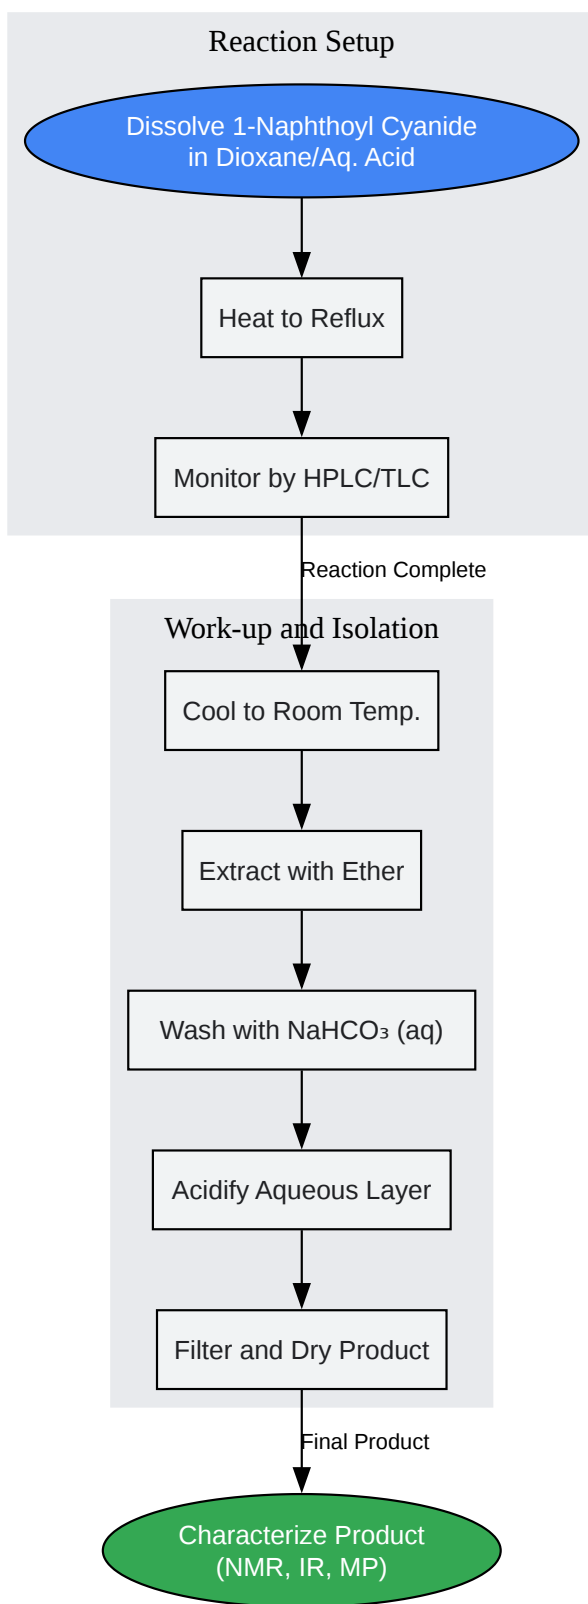 Reaction Setup
Dissolve 1-Naphthoyl Cyanide
in Dioxane/Aq. Acid
Heat to Reflux
Monitor by HPLC/TLC
Reaction Complete
Work-up and Isolation
Cool to Room Temp.
Extract with Ether
Wash with NaHCO₃ (aq)
Acidify Aqueous Layer
Filter and Dry Product
Final Product
Characterize Product
(NMR, IR, MP)